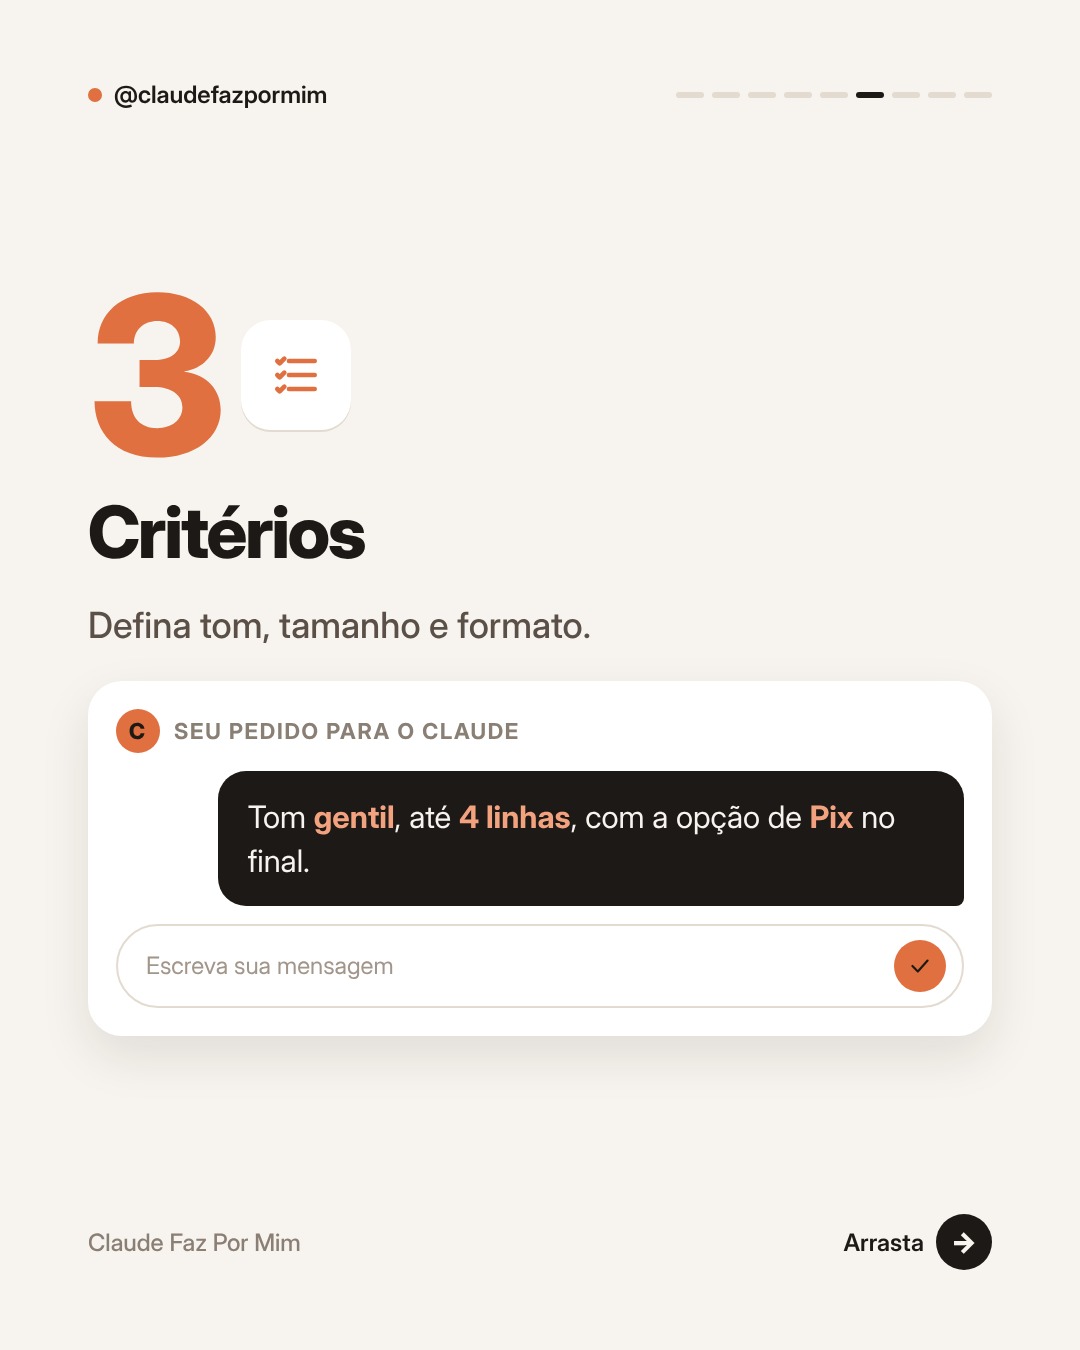 @claudefazpormim
3
Critérios
Defina tom, tamanho e formato.
C SEU PEDIDO PARA O CLAUDE
Tom gentil, até 4 linhas, com a opção de Pix no
final.
Escreva sua mensagem
Claude Faz Por Mim
Arrasta